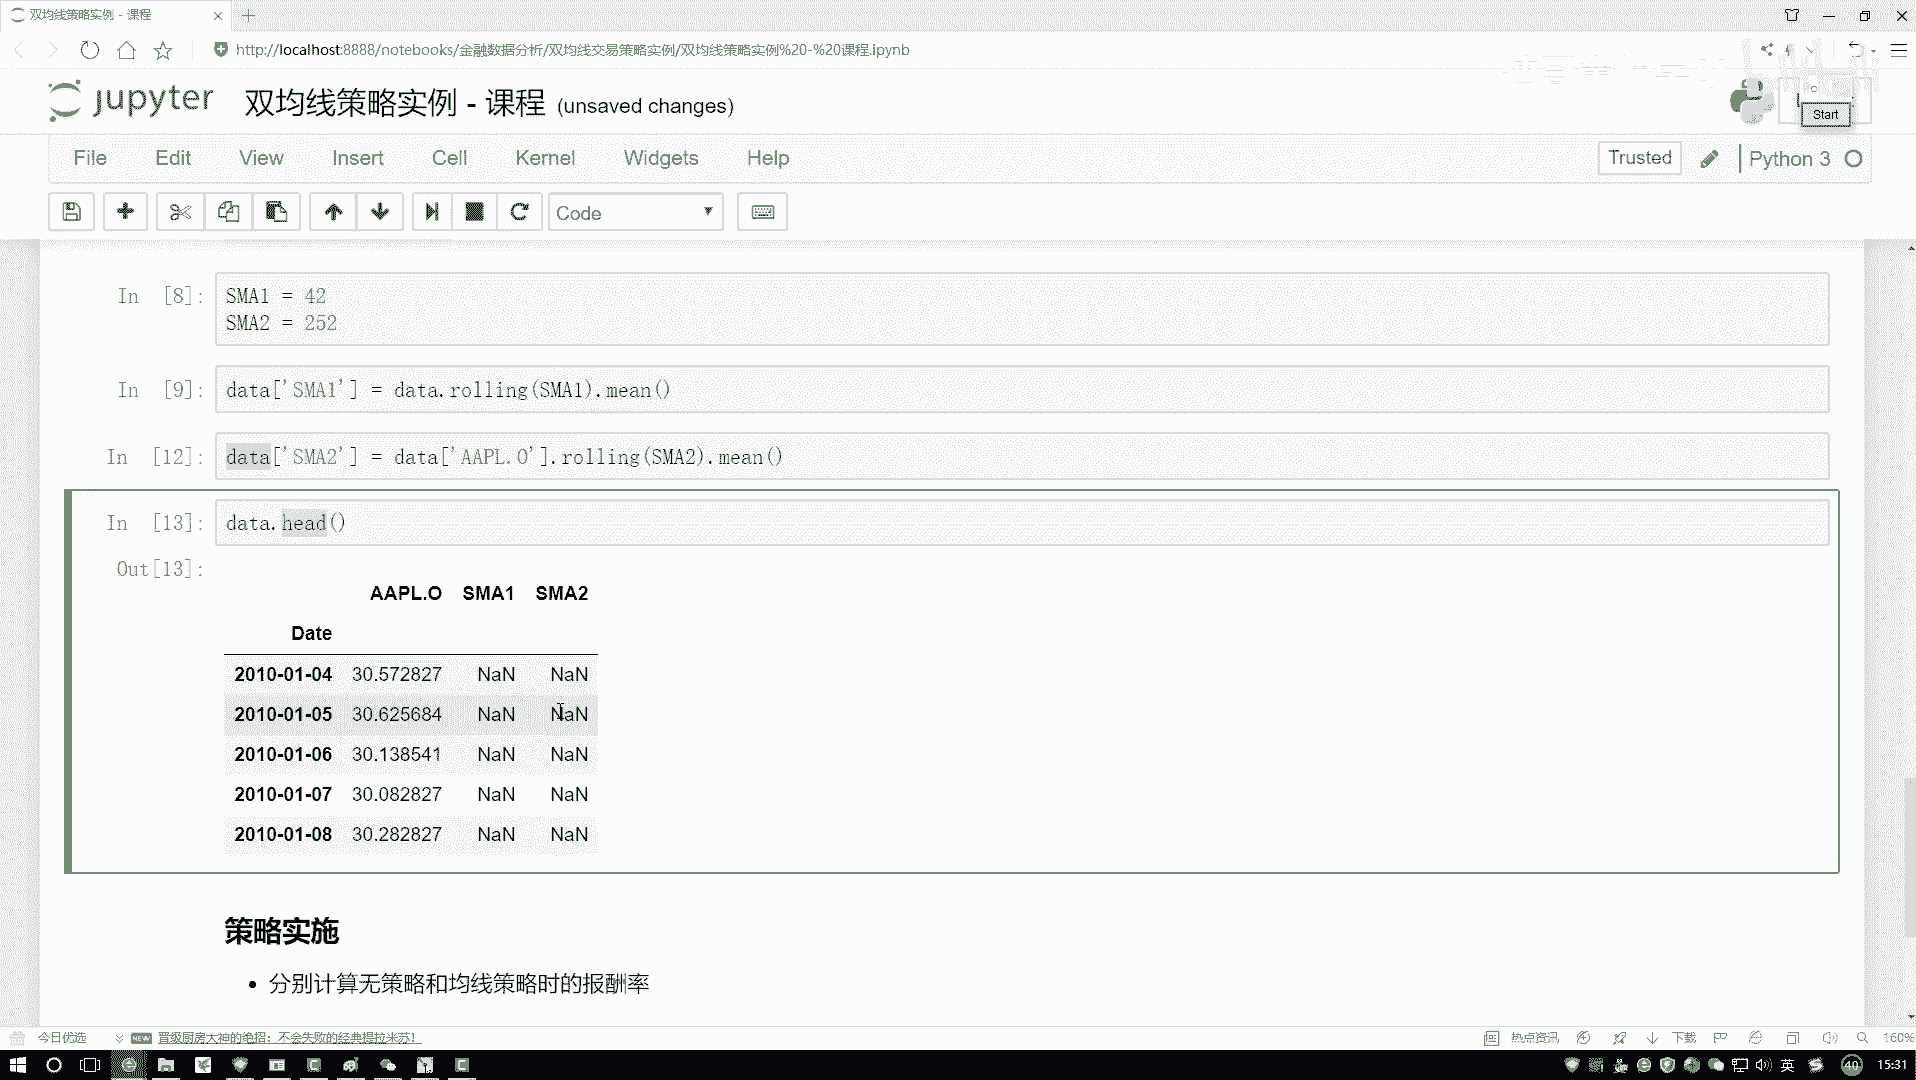 双均线策略实例 - 课程
http://localhost:8888/notebooks/金融数据分析/双均线交易策略实例/双均线策略实例%20-%20课程.ipynb
jupyter 双均线策略实例 - 课程 (unsaved changes)
Start
File Edit View Insert Cell Kernel Widgets Help
Trusted Python 3
Code
In [8]: SMA1 = 42
SMA2 = 252
In [9]: data['SMA1'] = data.rolling(SMA1).mean()
In [12]: data['SMA2'] = data['AAPL.O'].rolling(SMA2).mean()
In [13]: data.head()
Out[13]:
AAPL.O SMA1 SMA2
Date
2010-01-04 30.572827 NaN NaN
2010-01-05 30.625684 NaN NaN
2010-01-06 30.138541 NaN NaN
2010-01-07 30.082827 NaN NaN
2010-01-08 30.282827 NaN NaN
策略实施
• 分别计算无策略和均线策略时的报酬率
今日优选 NEW 晋级厨房大神的绝招：不会失败的经典提拉米苏！ 热点资讯 下载 160%
英 40 15:31